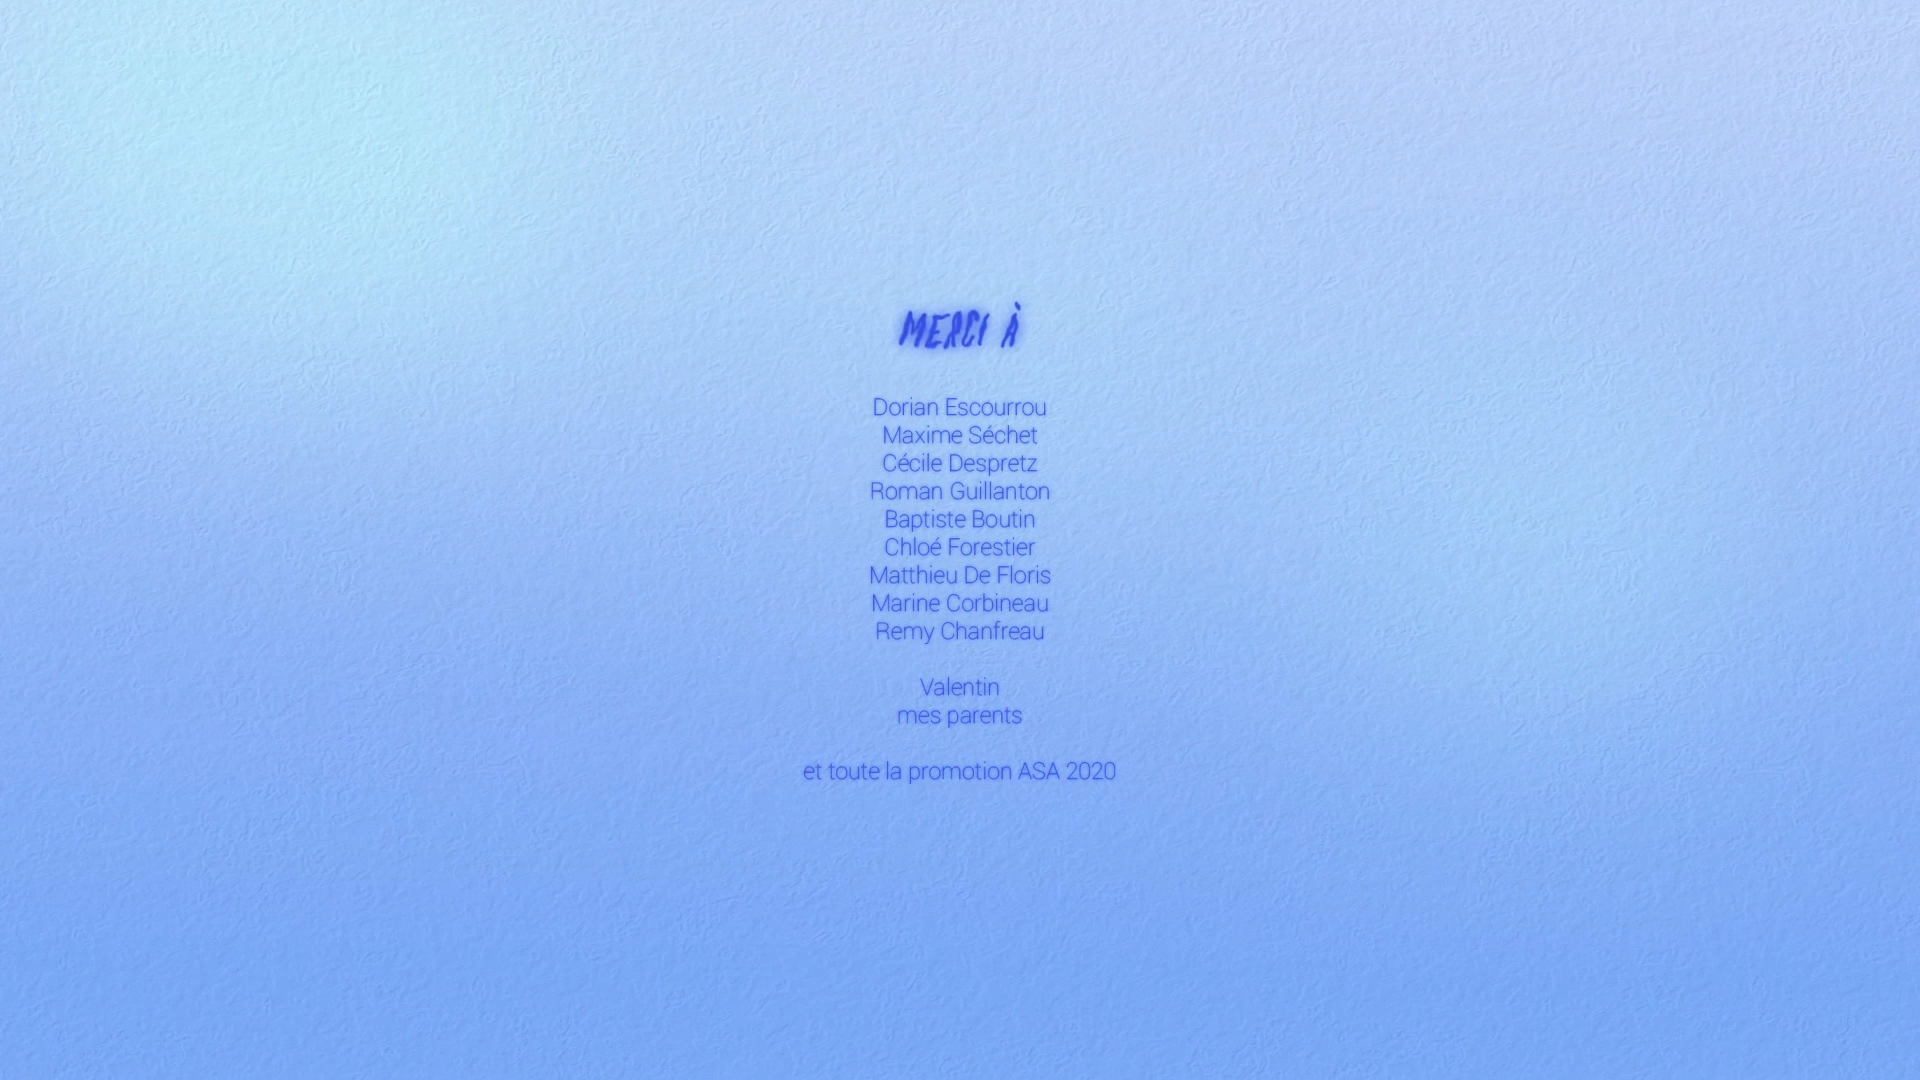 MERCI À
Dorian Escourrou
Maxime Séchet
Cécile Despretz
Roman Guillanton
Baptiste Boutin
Chloé Forestier
Matthieu De Floris
Marine Corbineau
Remy Chanfreau
Valentin
mes parents
et toute la promotion ASA 2020